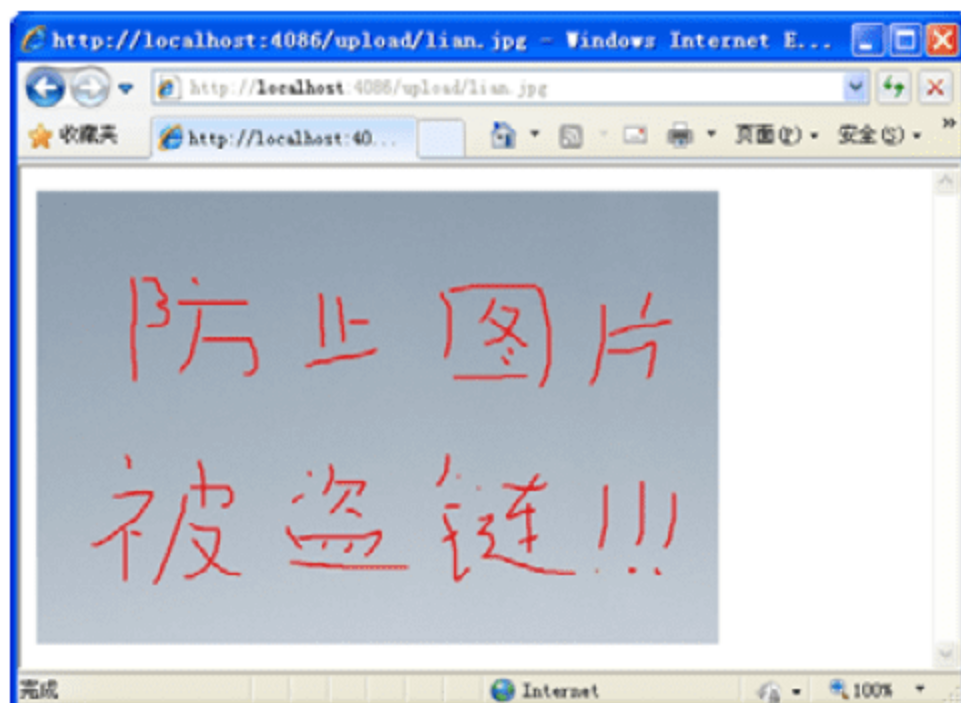 http://localhost:4086/upload/lian.jpg - Windows Internet E...
http://localhost:4086/upload/lian.jpg
收藏夹 http://localhost:40... 页面(P) 安全(S) »
防止图片
被盗链!!!
完成 Internet 100%